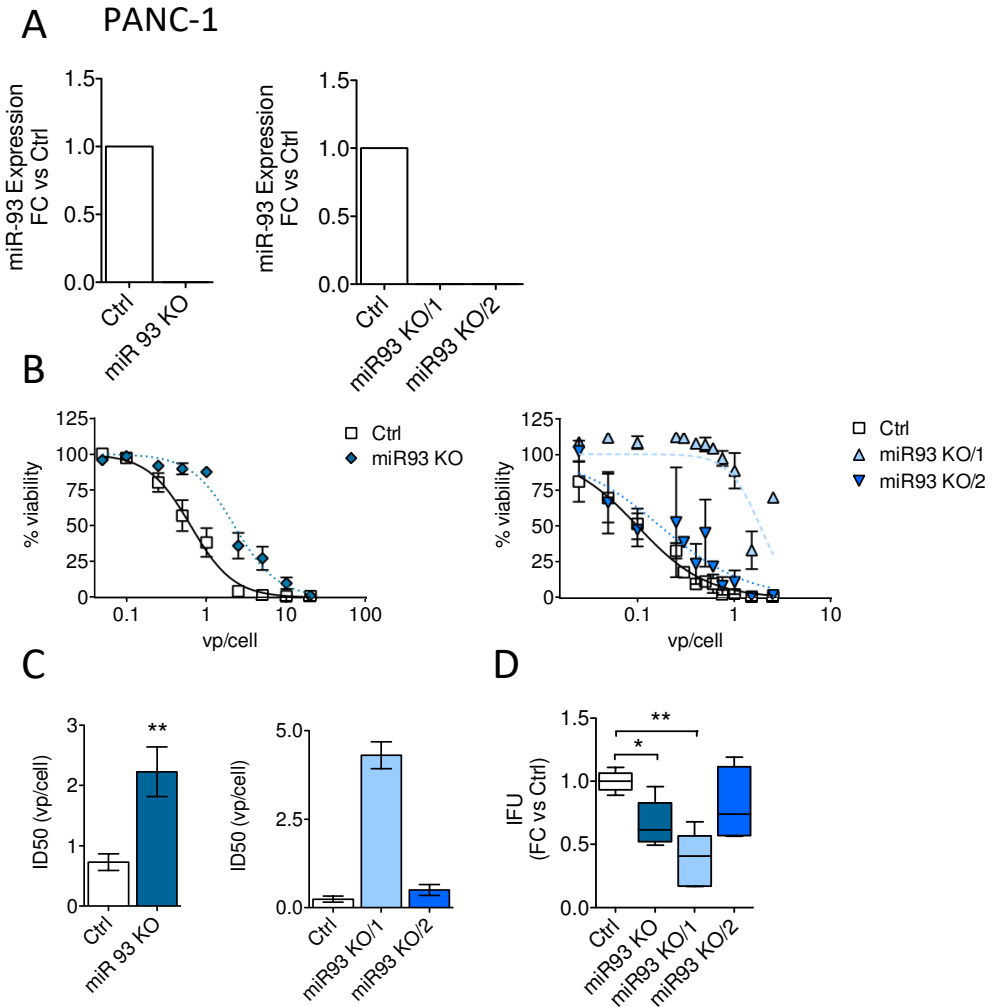 A PANC-1
miR-93 Expression
FC vs Ctrl
1.5
1.0
0.5
0.0
Ctrl
miR 93 KO
miR-93 Expression
FC vs Ctrl
1.5
1.0
0.5
0.0
Ctrl
miR93 KO/1
miR93 KO/2
B
% viability
125
100
75
50
25
0
0.1 1 10 100
vp/cell
Ctrl
miR93 KO
% viability
125
100
75
50
25
0
0.1 1 10
vp/cell
Ctrl
miR93 KO/1
miR93 KO/2
C
ID50 (vp/cell)
3
2
1
0
**
Ctrl
miR 93 KO
ID50 (vp/cell)
5.0
2.5
0.0
Ctrl
miR93 KO/1
miR93 KO/2
D
IFU
(FC vs Ctrl)
1.5
1.0
0.5
0.0
**
*
Ctrl
miR93 KO
miR93 KO/1
miR93 KO/2